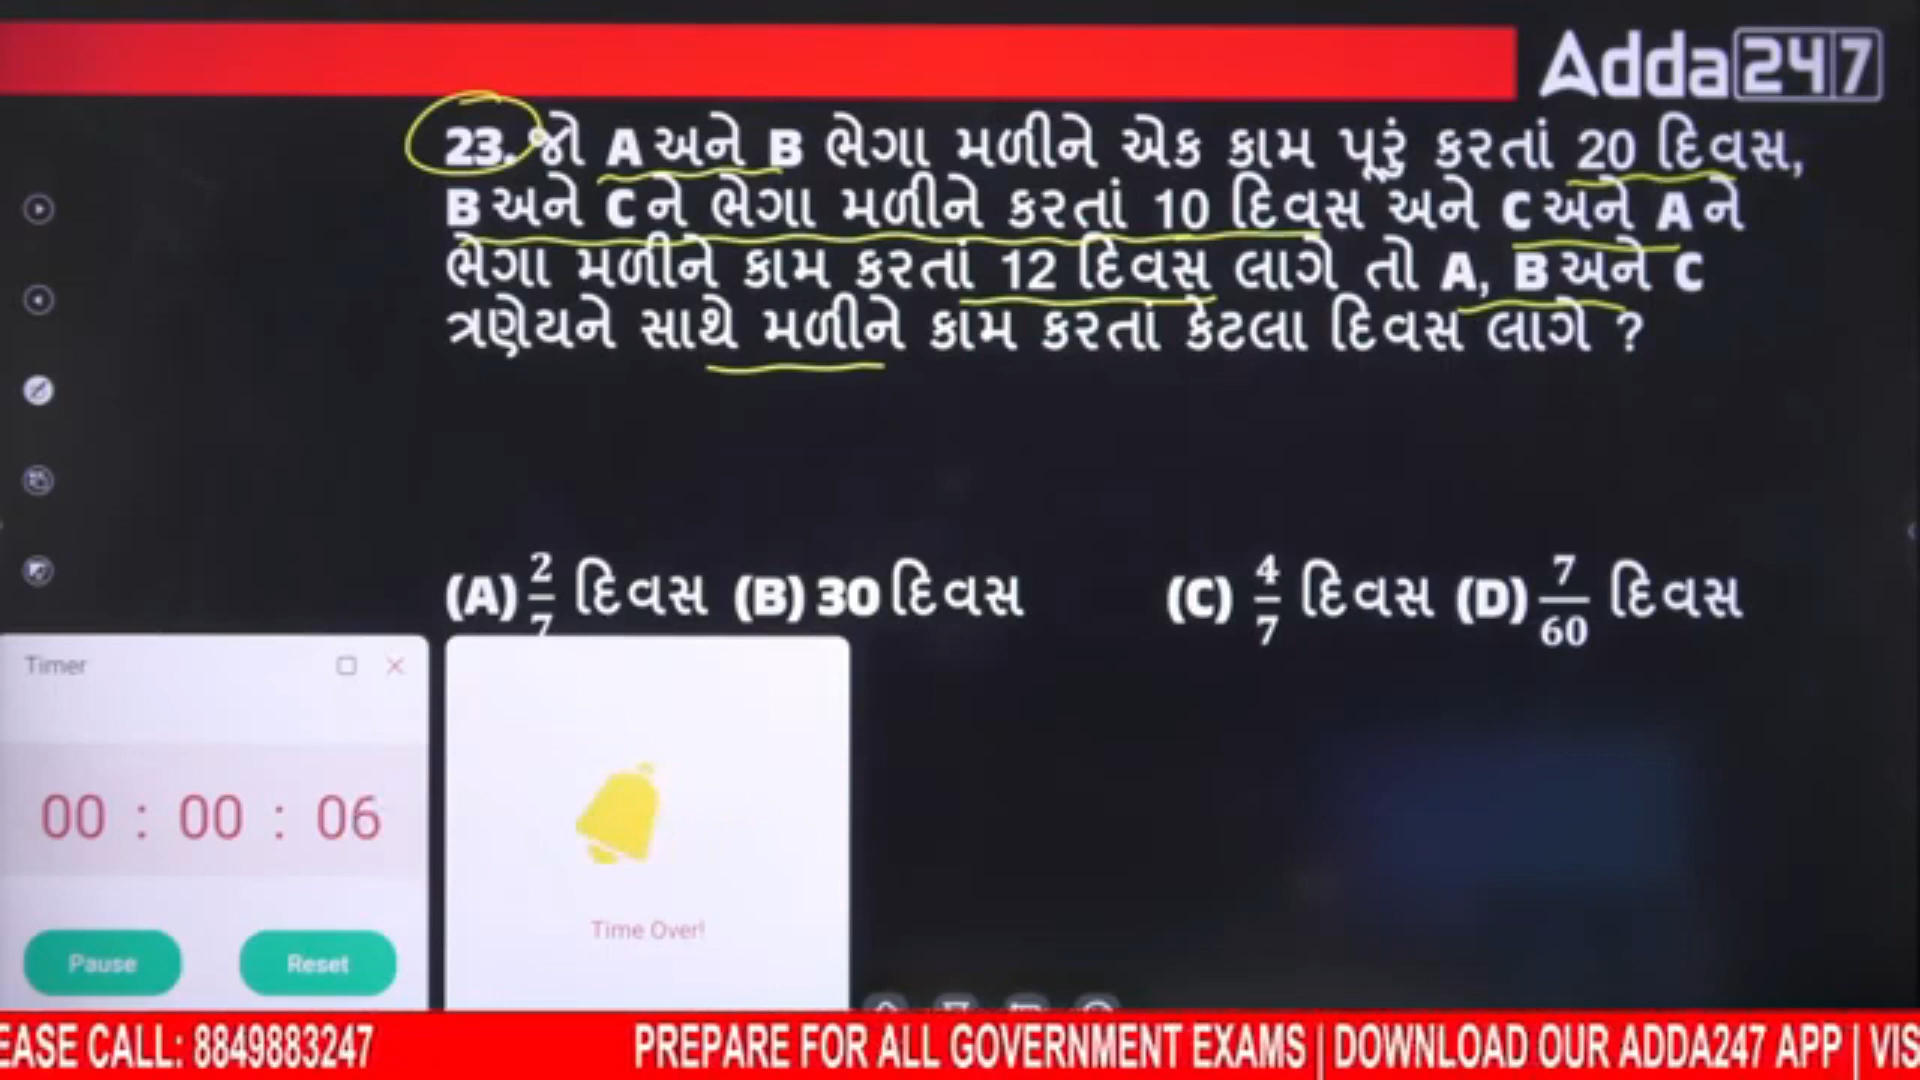 Adda247
23. જો A અને B ભેગા મળીને એક કામ પૂરું કરતાં 20 દિવસ,
B અને C ને ભેગા મળીને કરતાં 10 દિવસ અને C અને A ને
ભેગા મળીને કામ કરતાં 12 દિવસ લાગે તો A, B અને C
ત્રણેયને સાથે મળીને કામ કરતાં કેટલા દિવસ લાગે ?
(A) 2/7 દિવસ (B) 30 દિવસ (C) 4/7 દિવસ (D) 7/60 દિવસ
Timer
00 : 00 : 06
Pause Reset
Time Over!
EASE CALL: 8849883247 PREPARE FOR ALL GOVERNMENT EXAMS | DOWNLOAD OUR ADDA247 APP | VIS